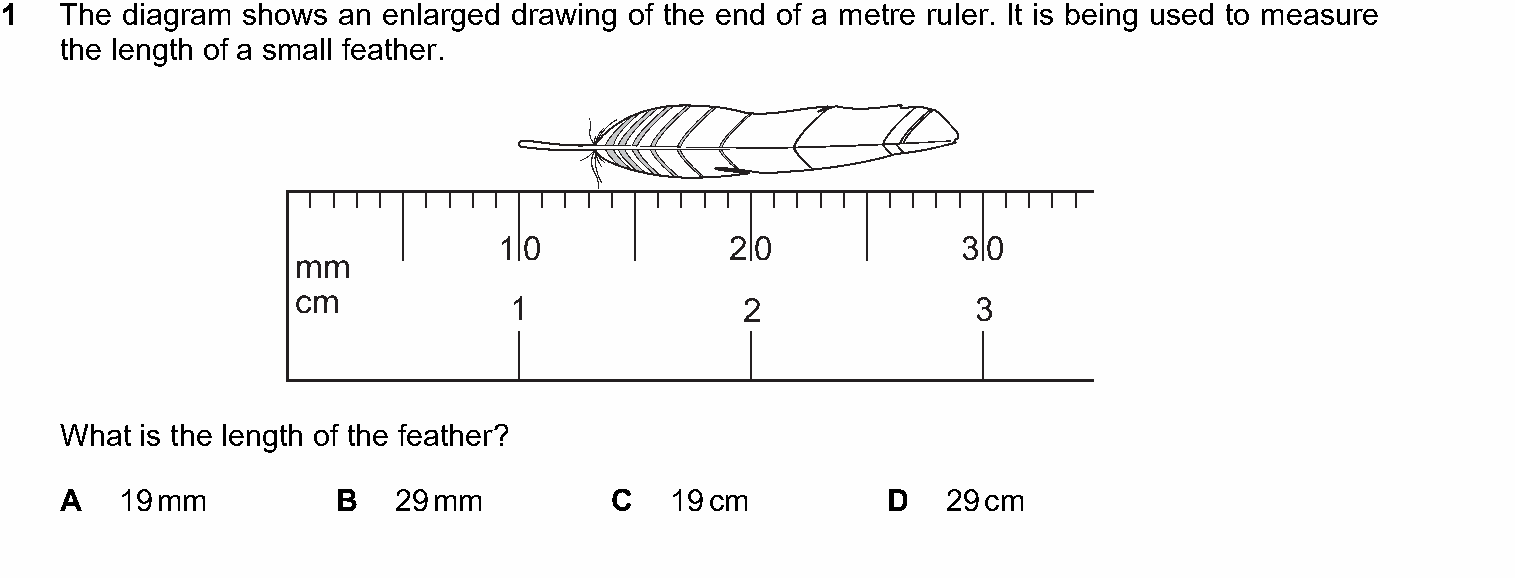 1 The diagram shows an enlarged drawing of the end of a metre ruler. It is being used to measure
the length of a small feather.
10 20 30
mm
cm 1 2 3
What is the length of the feather?
A 19 mm B 29 mm C 19 cm D 29 cm